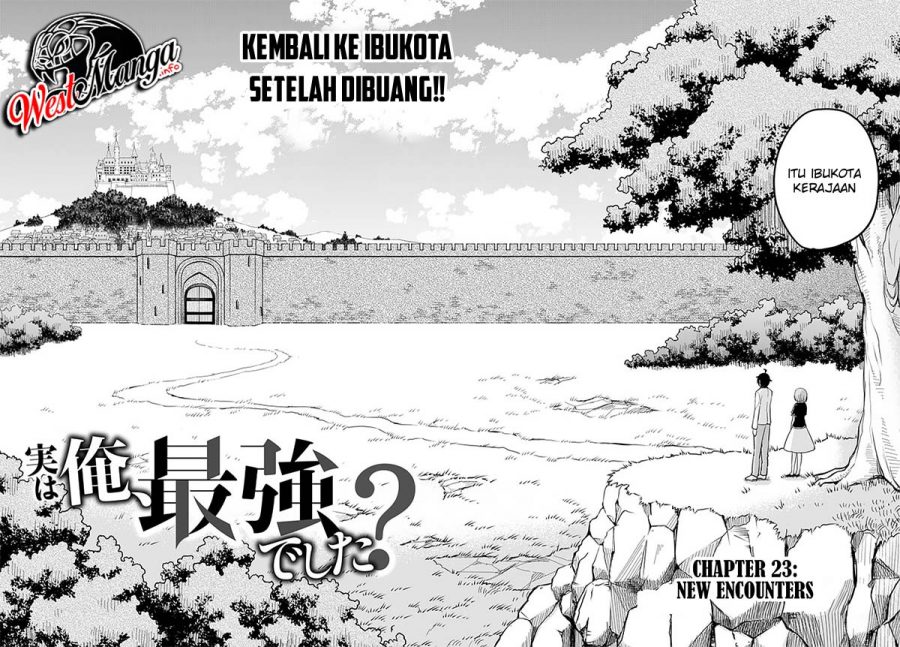 WestManga
.info
KEMBALI KE IBUKOTA
SETELAH DIBUANG!!
ITU IBUKOTA
KERAJAAN
実は俺、最強
でした?
CHAPTER 23:
NEW ENCOUNTERS